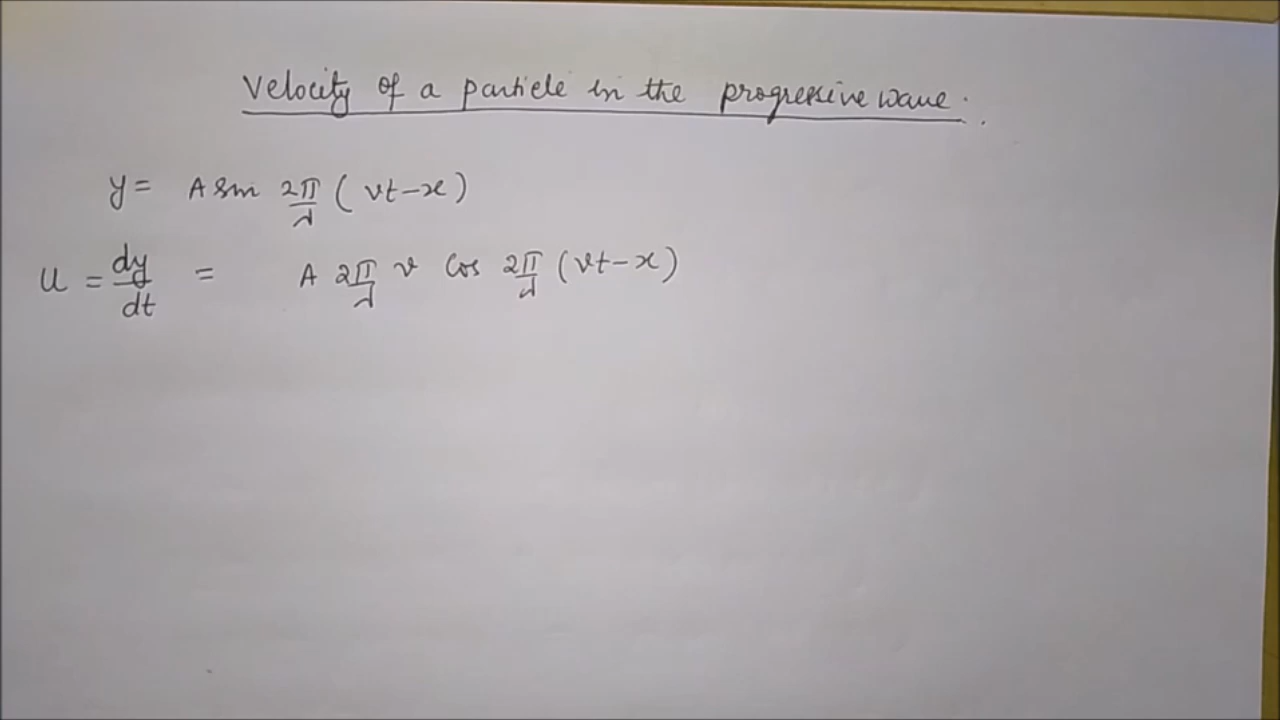 Velocity of a particle in the progressive wave.
y = A sin 2π/λ (vt-x)
u = dy/dt = A 2π/λ v cos 2π/λ (vt-x)